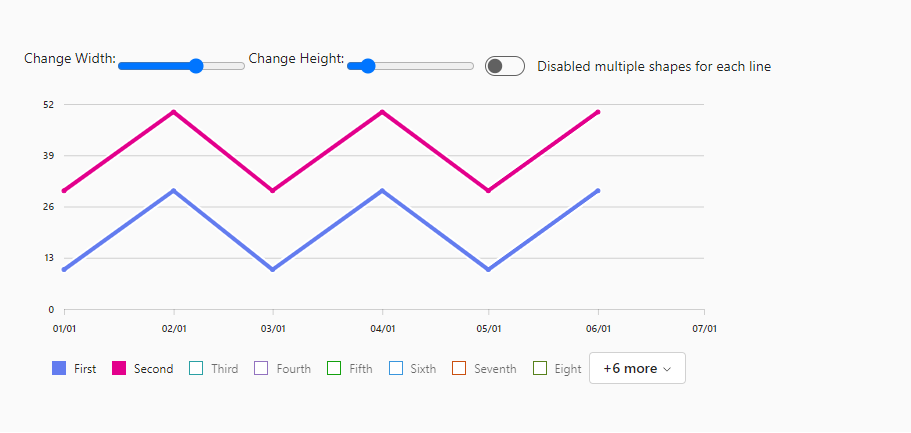 Change Width: Change Height: Disabled multiple shapes for each line
52
39
26
13
0
01/01 02/01 03/01 04/01 05/01 06/01 07/01
First Second Third Fourth Fifth Sixth Seventh Eight +6 more